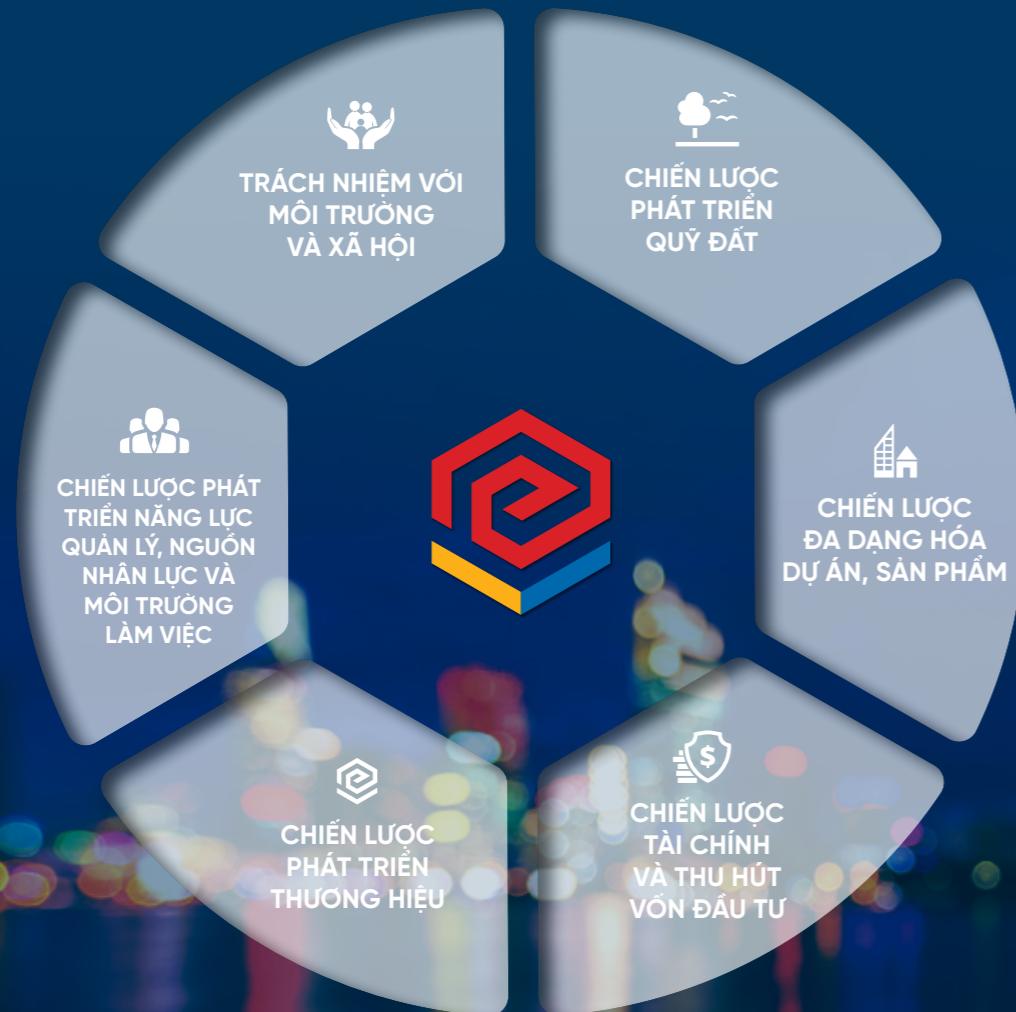 TRÁCH NHIỆM VỚI
MÔI TRƯỜNG
VÀ XÃ HỘI
CHIẾN LƯỢC
PHÁT TRIỂN
QUỸ ĐẤT
CHIẾN LƯỢC PHÁT
TRIỂN NĂNG LỰC
QUẢN LÝ, NGUỒN
NHÂN LỰC VÀ
MÔI TRƯỜNG
LÀM VIỆC
CHIẾN LƯỢC
ĐA DẠNG HÓA
DỰ ÁN, SẢN PHẨM
CHIẾN LƯỢC
PHÁT TRIỂN
THƯƠNG HIỆU
$
CHIẾN LƯỢC
TÀI CHÍNH
VÀ THU HÚT
VỐN ĐẦU TƯ